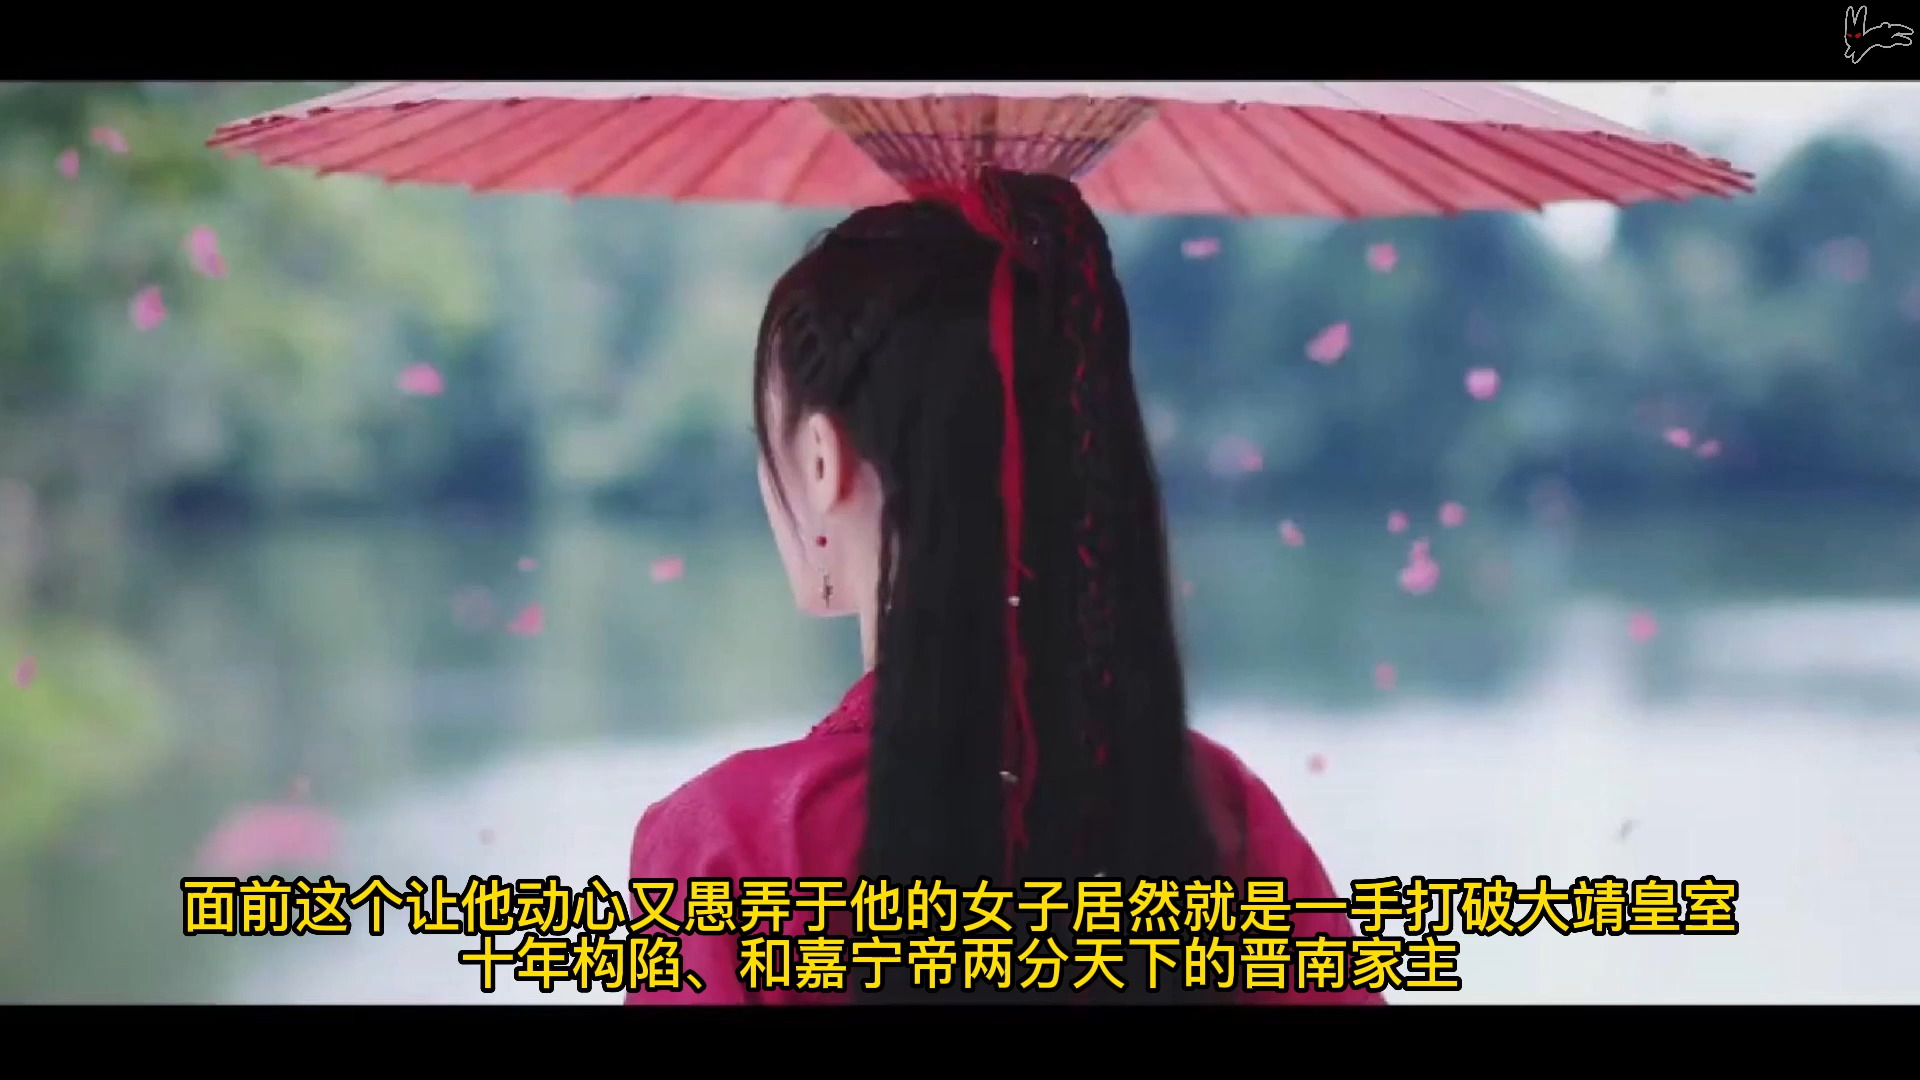 面前这个让他动心又愚弄于他的女子居然就是一手打破大靖皇室
十年构陷、和嘉宁帝两分天下的晋南家主